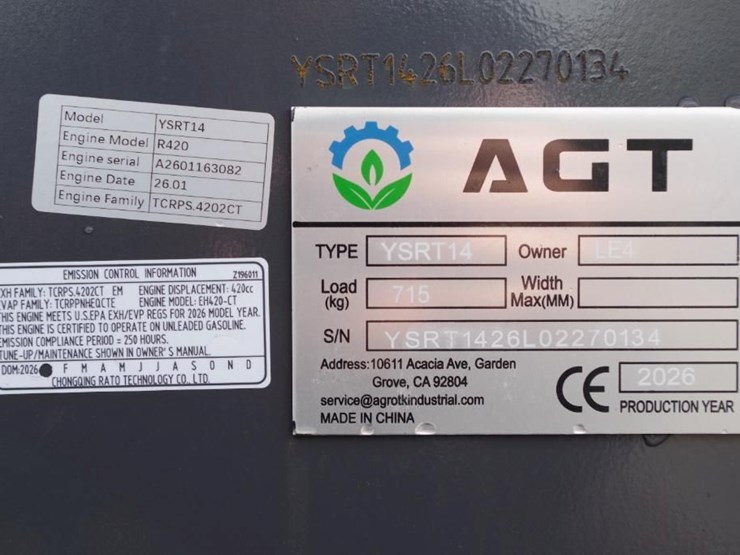 YSRT1426L02270134
Model YSRT14
Engine Model R420
Engine serial A2601163082
Engine Date 26.01
Engine Family TCRPS.4202CT
EMISSION CONTROL INFORMATION Z196011
EXH FAMILY: TCRPS.4202CT EM ENGINE DISPLACEMENT: 420cc
EVAP FAMILY: TCRPPNHEQCTE ENGINE MODEL: EH420-CT
THIS ENGINE MEETS U.S.EPA EXH/EVP REGS FOR 2026 MODEL YEAR.
THIS ENGINE IS CERTIFIED TO OPERATE ON UNLEADED GASOLINE.
EMISSION COMPLIANCE PERIOD = 250 HOURS.
TUNE-UP/MAINTENANCE SHOWN IN OWNER'S MANUAL.
DOM:2026 F M A M J J A S O N D
CHONGQING RATO TECHNOLOGY CO., LTD.
AGT
TYPE YSRT14 Owner LE4
Load (kg) 715 Width Max(MM)
S/N YSRT1426L02270134
Address:10611 Acacia Ave, Garden
Grove, CA 92804
service@agrotkindustrial.com
MADE IN CHINA
CE 2026
PRODUCTION YEAR